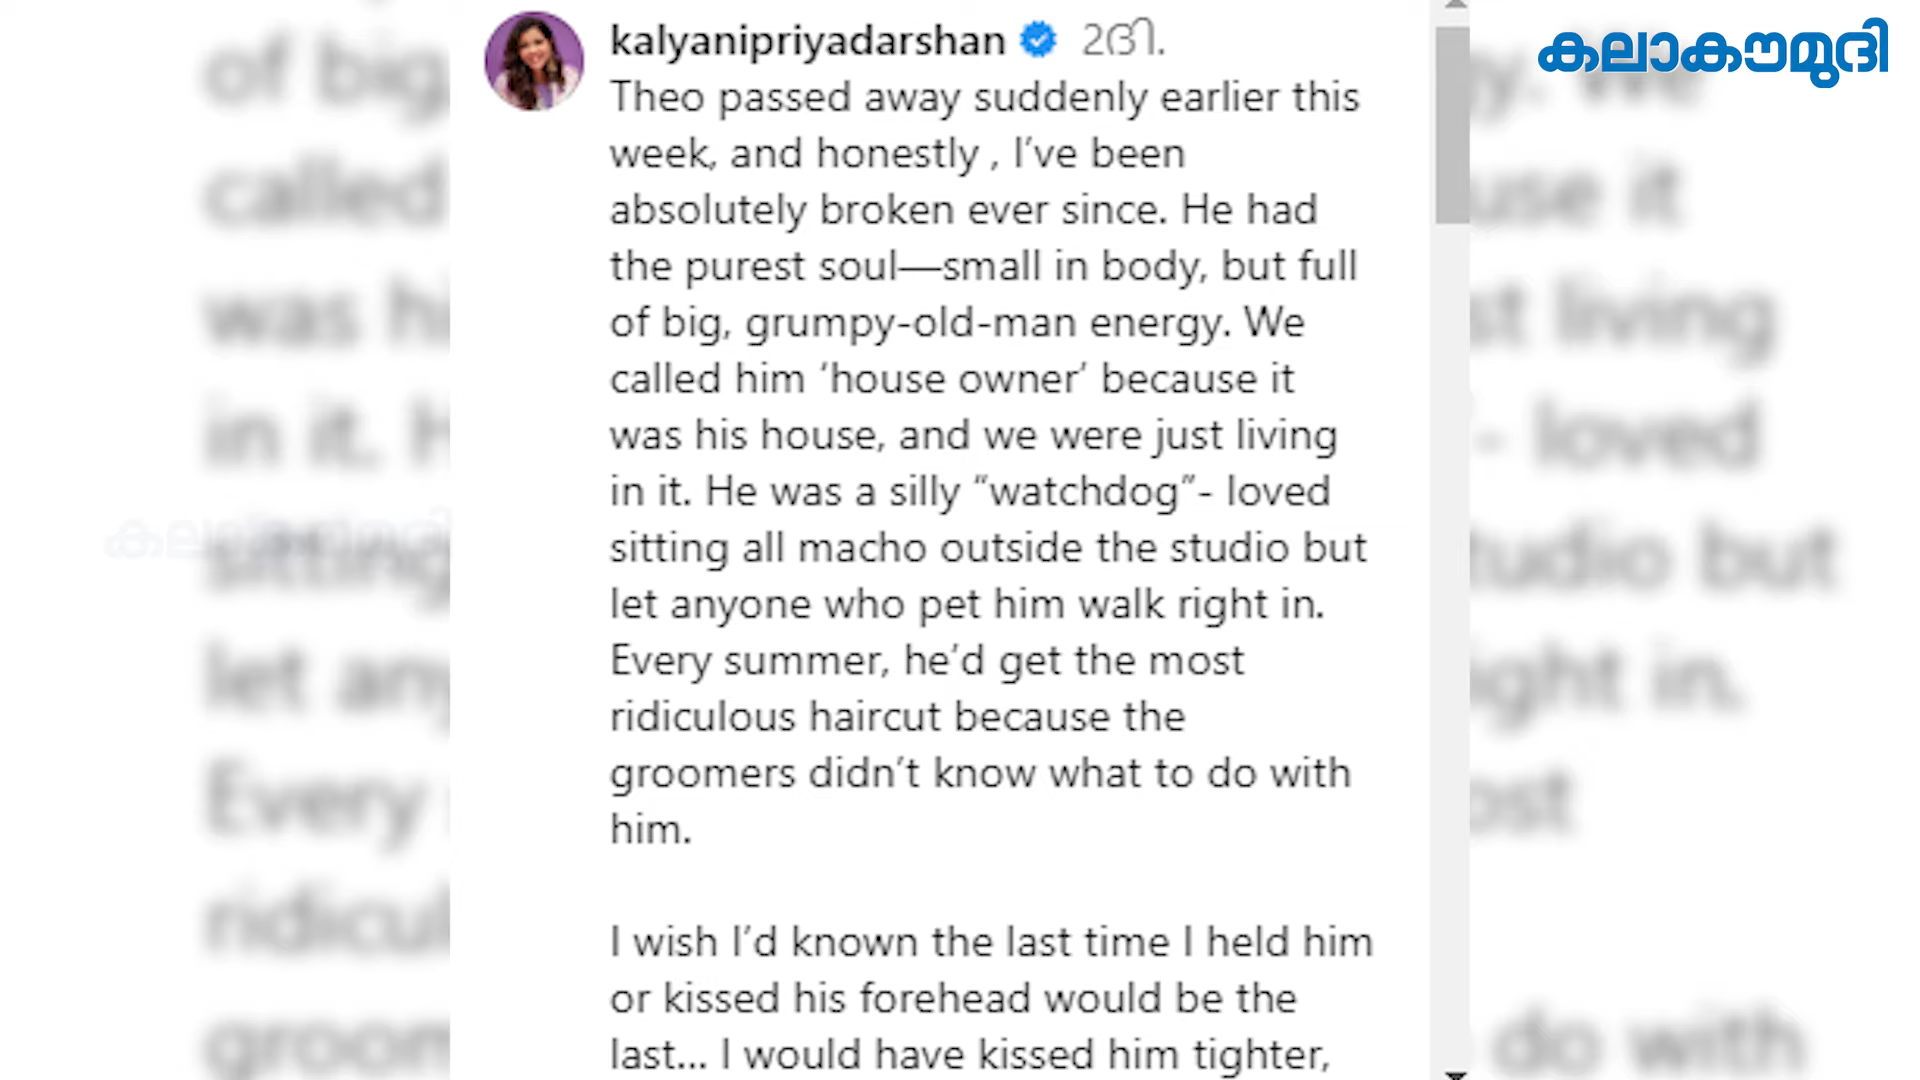 kalyanipriyadarshan 2ദി.
കലാകൗമുദി
Theo passed away suddenly earlier this
week, and honestly , I’ve been
absolutely broken ever since. He had
the purest soul—small in body, but full
of big, grumpy-old-man energy. We
called him ‘house owner’ because it
was his house, and we were just living
in it. He was a silly “watchdog”- loved
sitting all macho outside the studio but
let anyone who pet him walk right in.
Every summer, he’d get the most
ridiculous haircut because the
groomers didn’t know what to do with
him.
I wish I’d known the last time I held him
or kissed his forehead would be the
last... I would have kissed him tighter,